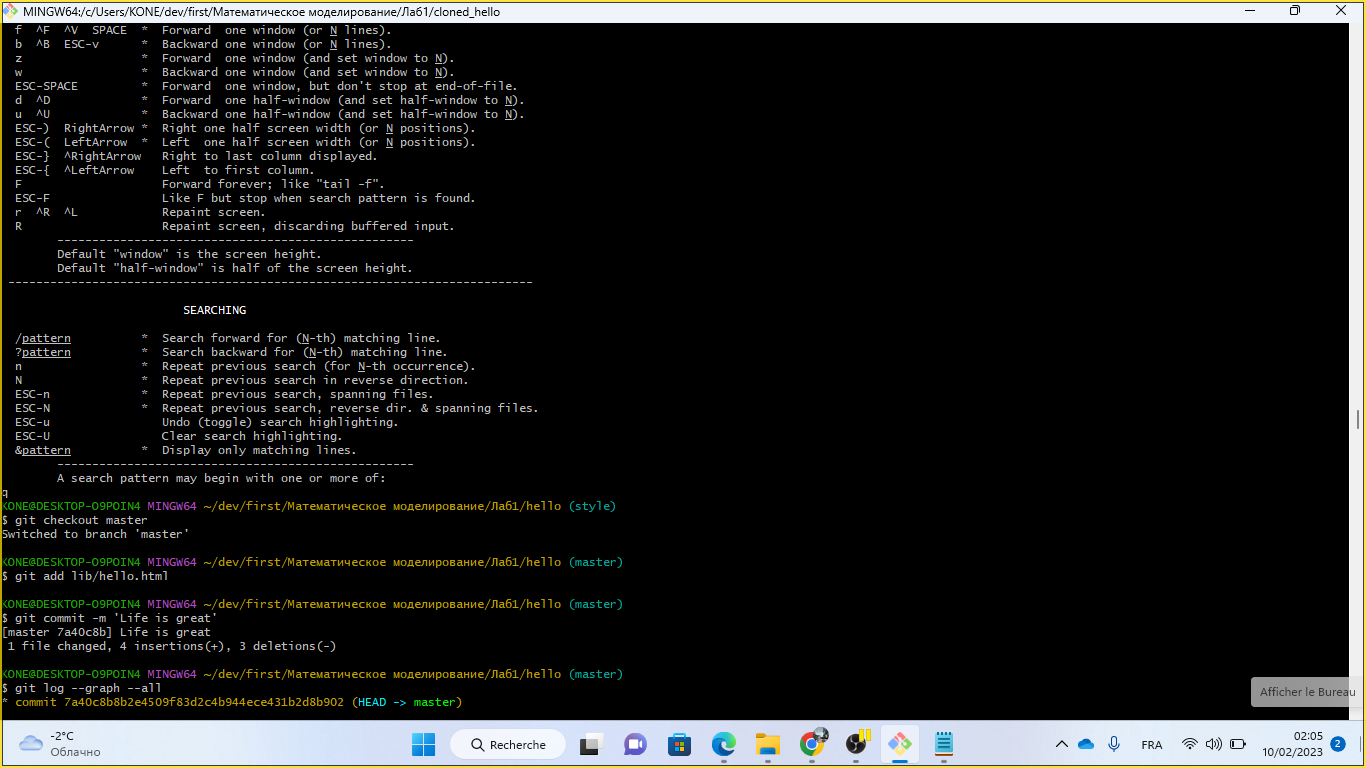 MINGW64:/c/Users/KONE/dev/first/Математическое моделирование/Лаб1/cloned_hello
f ^F ^V SPACE * Forward one window (or N lines).
b ^B ESC-v * Backward one window (or N lines).
z * Forward one window (and set window to N).
w * Backward one window (and set window to N).
ESC-SPACE * Forward one window, but don't stop at end-of-file.
d ^D * Forward one half-window (and set half-window to N).
u ^U * Backward one half-window (and set half-window to N).
ESC-) RightArrow * Right one half screen width (or N positions).
ESC-( LeftArrow * Left one half screen width (or N positions).
ESC-} ^RightArrow Right to last column displayed.
ESC-{ ^LeftArrow Left to first column.
F Forward forever; like "tail -f".
ESC-F Like F but stop when search pattern is found.
r ^R ^L Repaint screen.
R Repaint screen, discarding buffered input.
---------------------------------------------------
Default "window" is the screen height.
Default "half-window" is half of the screen height.
---------------------------------------------------------------------------
SEARCHING
/pattern * Search forward for (N-th) matching line.
?pattern * Search backward for (N-th) matching line.
n * Repeat previous search (for N-th occurrence).
N * Repeat previous search in reverse direction.
ESC-n * Repeat previous search, spanning files.
ESC-N * Repeat previous search, reverse dir. & spanning files.
ESC-u Undo (toggle) search highlighting.
ESC-U Clear search highlighting.
&pattern * Display only matching lines.
---------------------------------------------------
A search pattern may begin with one or more of:
q
KONE@DESKTOP-O9POIN4 MINGW64 ~/dev/first/Математическое моделирование/Лаб1/hello (style)
$ git checkout master
Switched to branch 'master'
KONE@DESKTOP-O9POIN4 MINGW64 ~/dev/first/Математическое моделирование/Лаб1/hello (master)
$ git add lib/hello.html
KONE@DESKTOP-O9POIN4 MINGW64 ~/dev/first/Математическое моделирование/Лаб1/hello (master)
$ git commit -m 'Life is great'
[master 7a40c8b] Life is great
1 file changed, 4 insertions(+), 3 deletions(-)
KONE@DESKTOP-O9POIN4 MINGW64 ~/dev/first/Математическое моделирование/Лаб1/hello (master)
$ git log --graph --all
* commit 7a40c8b8b2e4509f83d2c4b944ece431b2d8b902 (HEAD -> master)
Afficher le Bureau
-2°C
Облачно
Recherche
FRA
02:05
10/02/2023
2